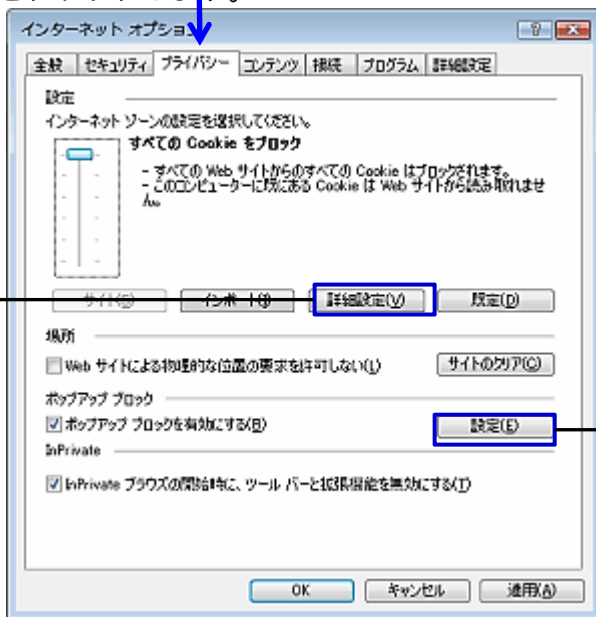 インターネット オプション
全般 セキュリティ プライバシー コンテンツ 接続 プログラム 詳細設定
設定
インターネット ゾーンの設定を選択してください。
すべての Cookie をブロック
- すべての Web サイトからのすべての Cookie はブロックされます。
- このコンピューターに既にある Cookie は Web サイトから読み取れませ
ん。
サイト(S) インポート(I) 詳細設定(V) 既定(D)
場所
Web サイトによる物理的な位置の要求を許可しない(L) サイトのクリア(C)
ポップアップ ブロック
ポップアップ ブロックを有効にする(B) 設定(E)
InPrivate
InPrivate ブラウズの開始時に、ツール バーと拡張機能を無効にする(T)
OK キャンセル 適用(A)